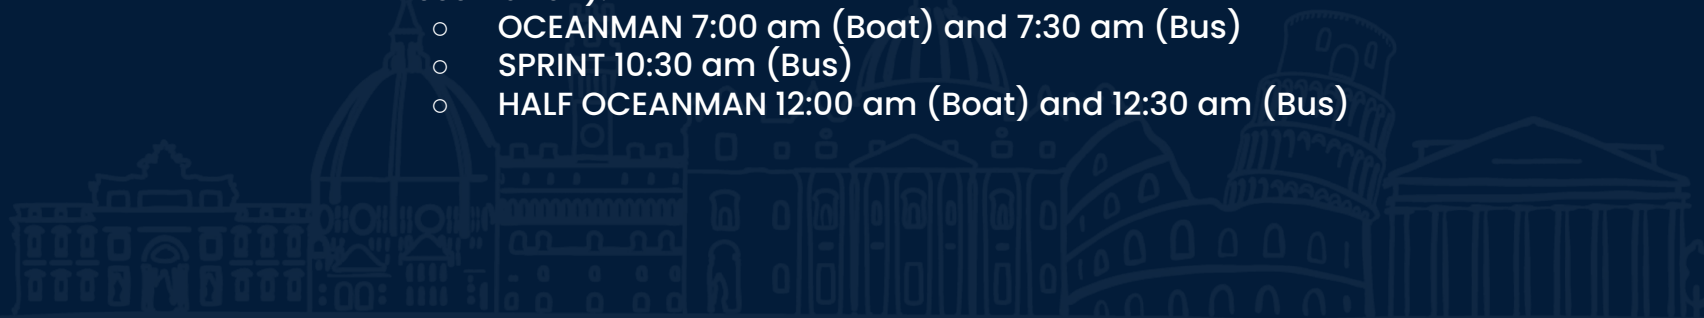 ○ OCEANMAN 7:00 am (Boat) and 7:30 am (Bus)
○ SPRINT 10:30 am (Bus)
○ HALF OCEANMAN 12:00 am (Boat) and 12:30 am (Bus)